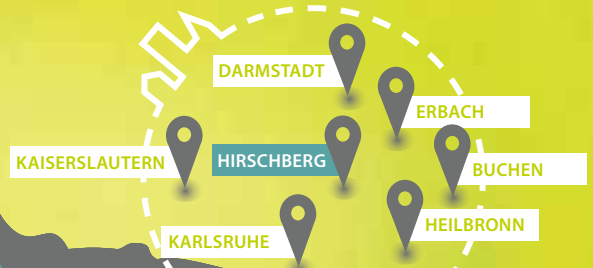 DARMSTADT
ERBACH
KAISERSLAUTERN
HIRSCHBERG
BUCHEN
HEILBRONN
KARLSRUHE